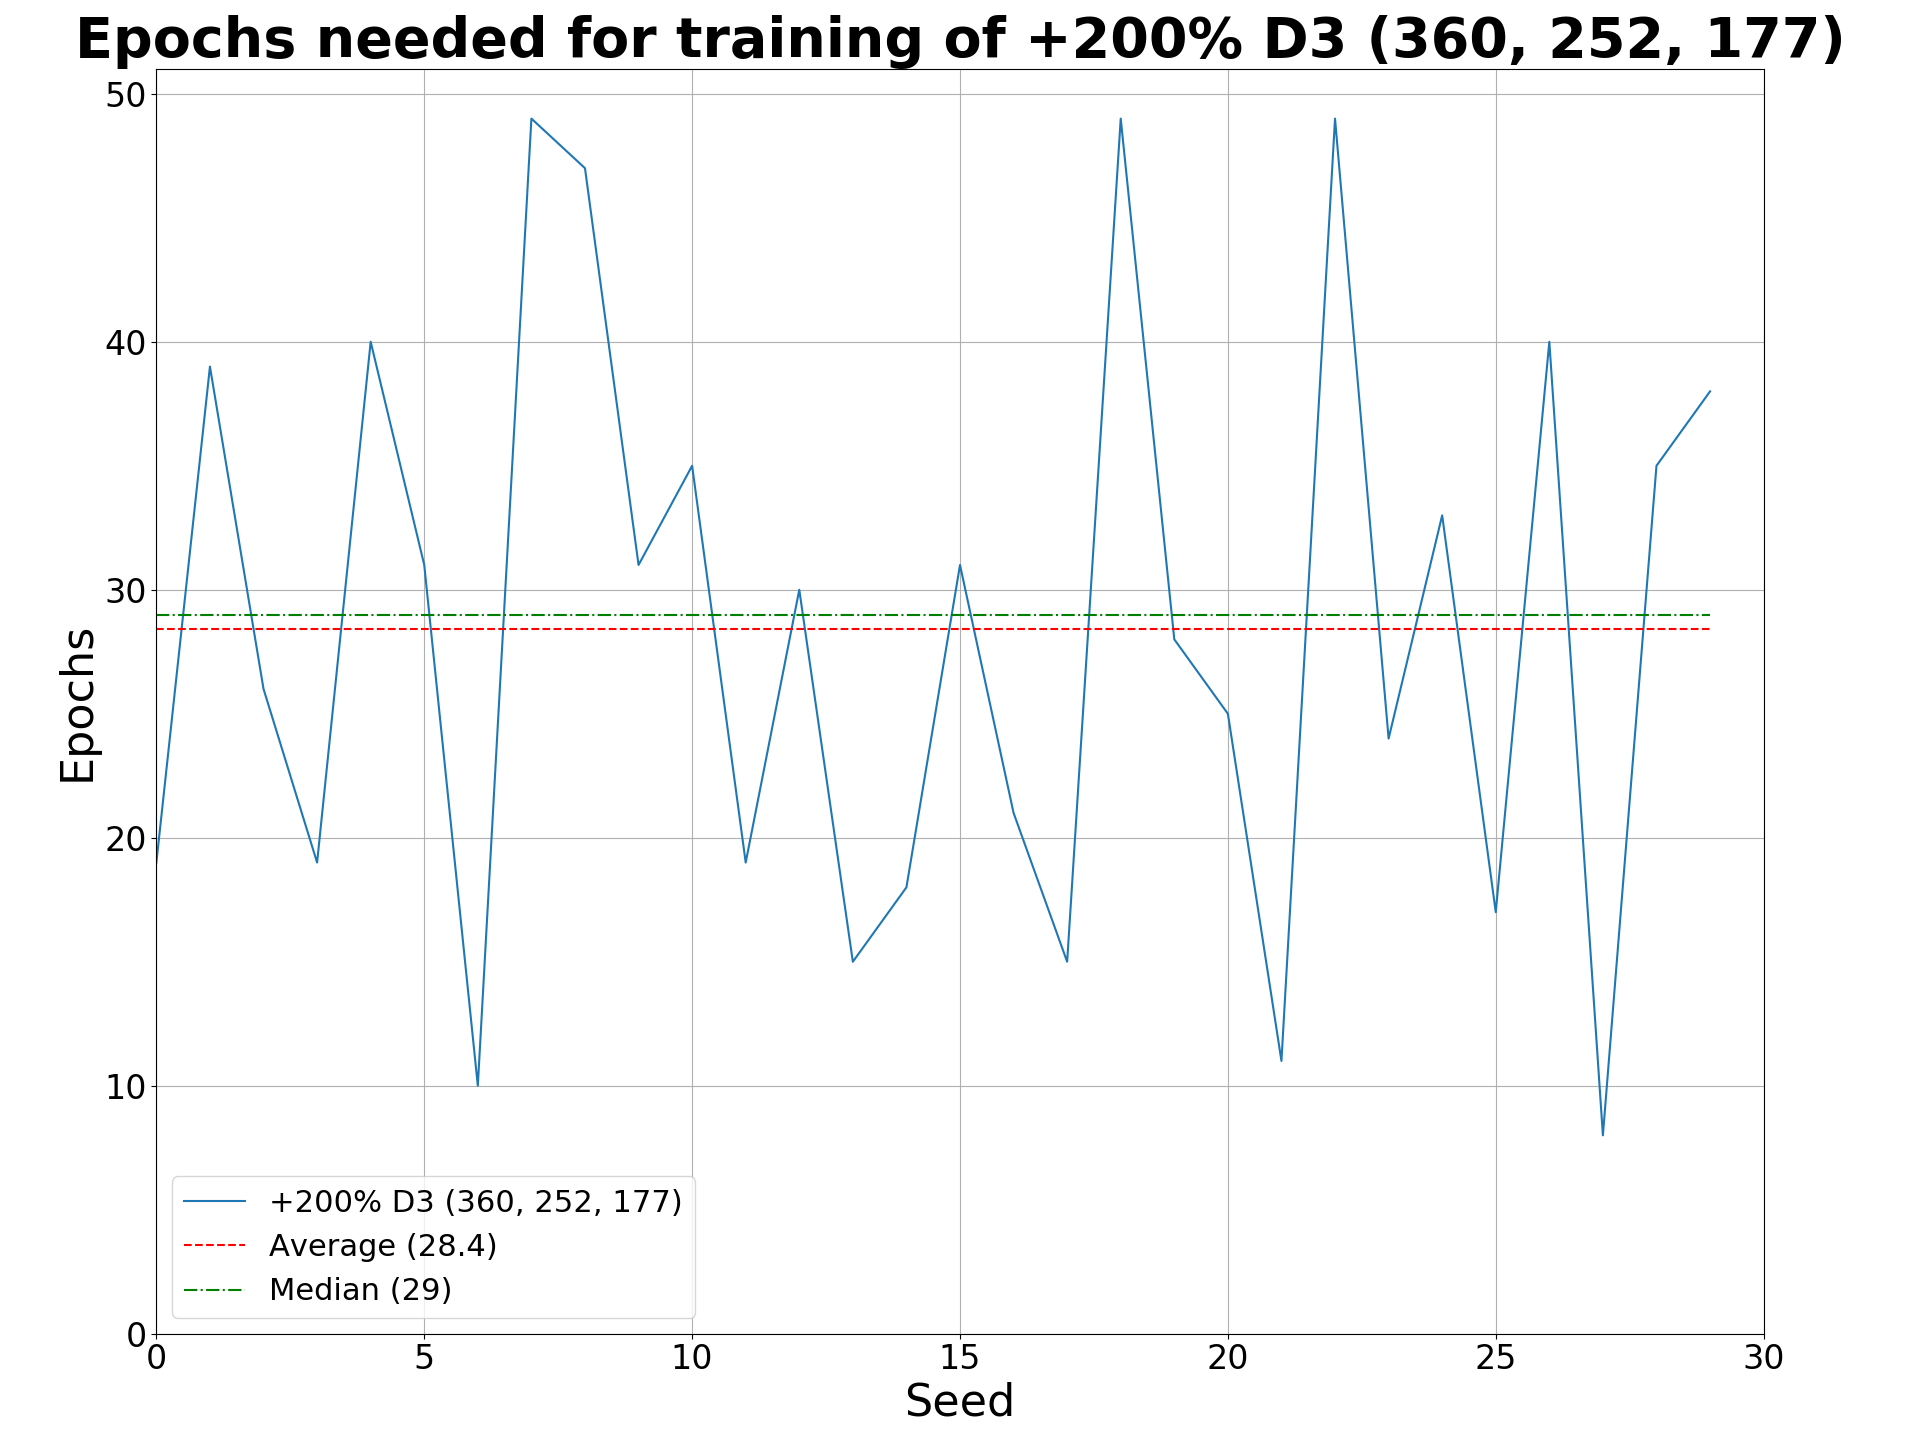 Epochs needed for training of +200% D3 (360, 252, 177)
50
40
30
20
10
0
Epochs
+200% D3 (360, 252, 177)
Average (28.4)
Median (29)
0 5 10 15 20 25 30
Seed